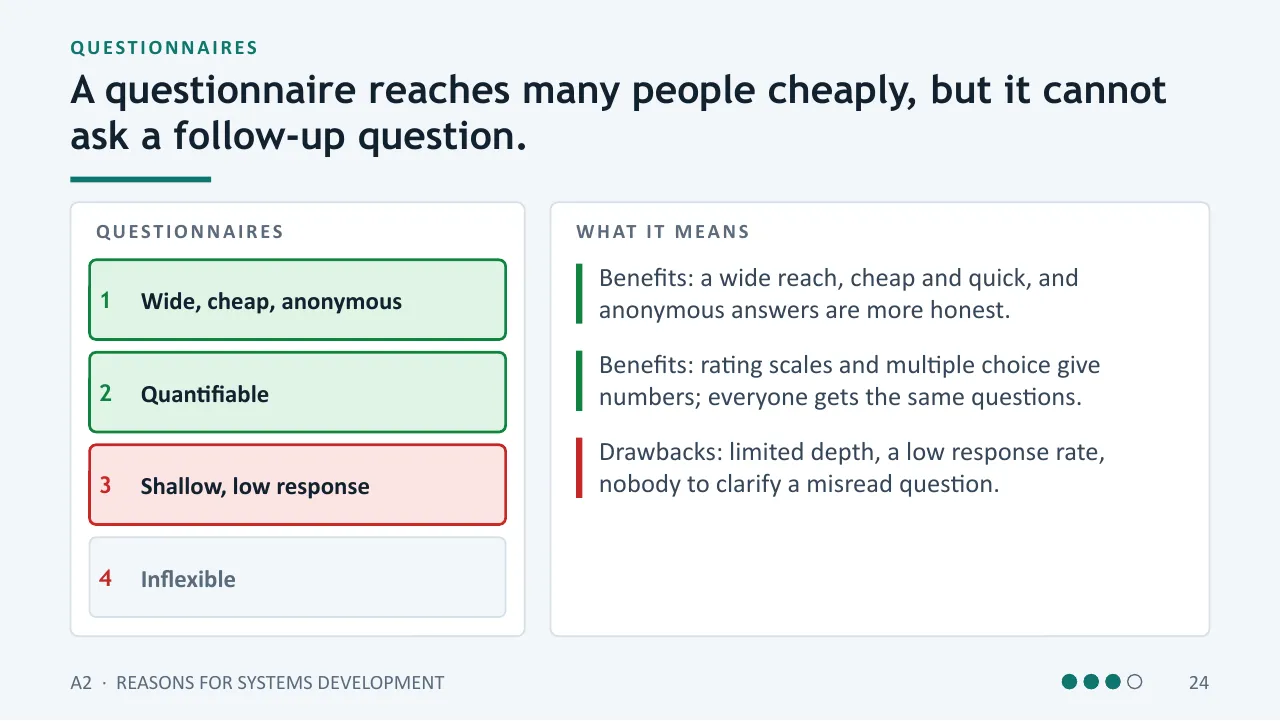 QUESTIONNAIRES
A questionnaire reaches many people cheaply, but it cannot
ask a follow-up question.
QUESTIONNAIRES
1 Wide, cheap, anonymous
2 Quantifiable
3 Shallow, low response
4 Inflexible
WHAT IT MEANS
Benefits: a wide reach, cheap and quick, and
anonymous answers are more honest.
Benefits: rating scales and multiple choice give
numbers; everyone gets the same questions.
Drawbacks: limited depth, a low response rate,
nobody to clarify a misread question.
A2 · REASONS FOR SYSTEMS DEVELOPMENT
24